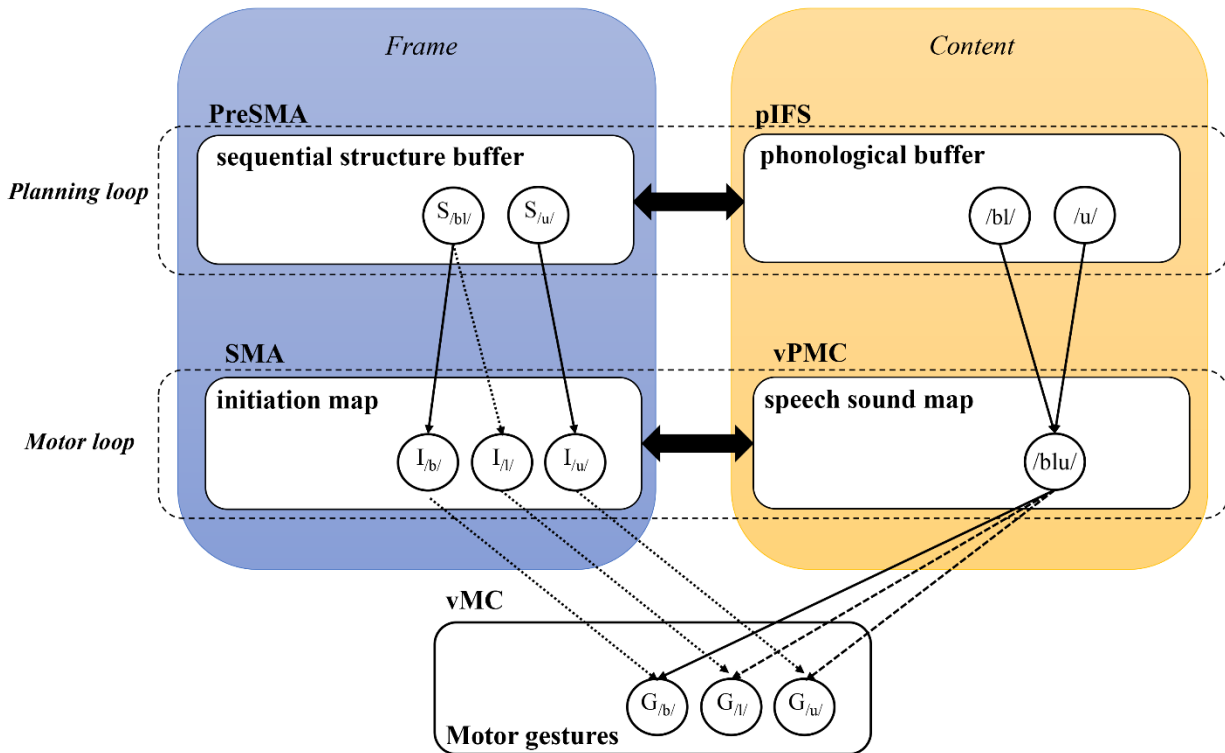 Frame
Content
PreSMA
pIFS
sequential structure buffer
phonological buffer
Planning loop
S/bl/
S/u/
/bl/
/u/
SMA
vPMC
initiation map
speech sound map
Motor loop
I/b/
I/l/
I/u/
/blu/
vMC
G/b/
G/l/
G/u/
Motor gestures